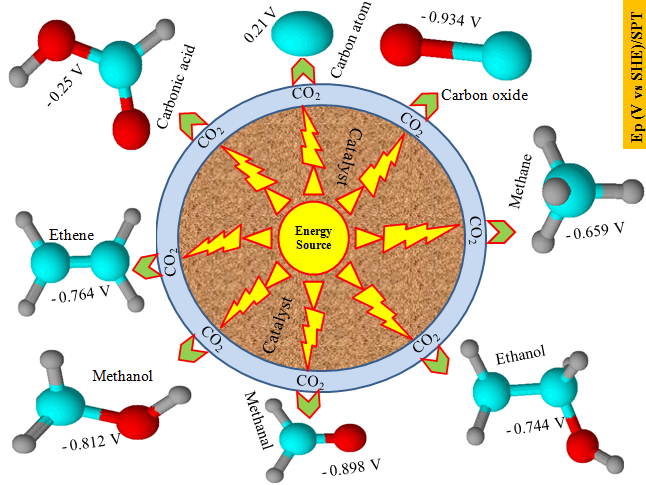 0.21 V
Carbon atom
CO2
- 0.934 V
Carbon oxide
CO2
Ep (V vs SHE)/SPT
Methane
- 0.659 V
CO2
Ethanol
- 0.744 V
CO2
Methanal
- 0.898 V
CO2
Methanol
- 0.812 V
CO2
Ethene
- 0.764 V
CO2
Carbonic acid
-0.25 V
CO2
Catalyst
Energy
Source
Catalyst